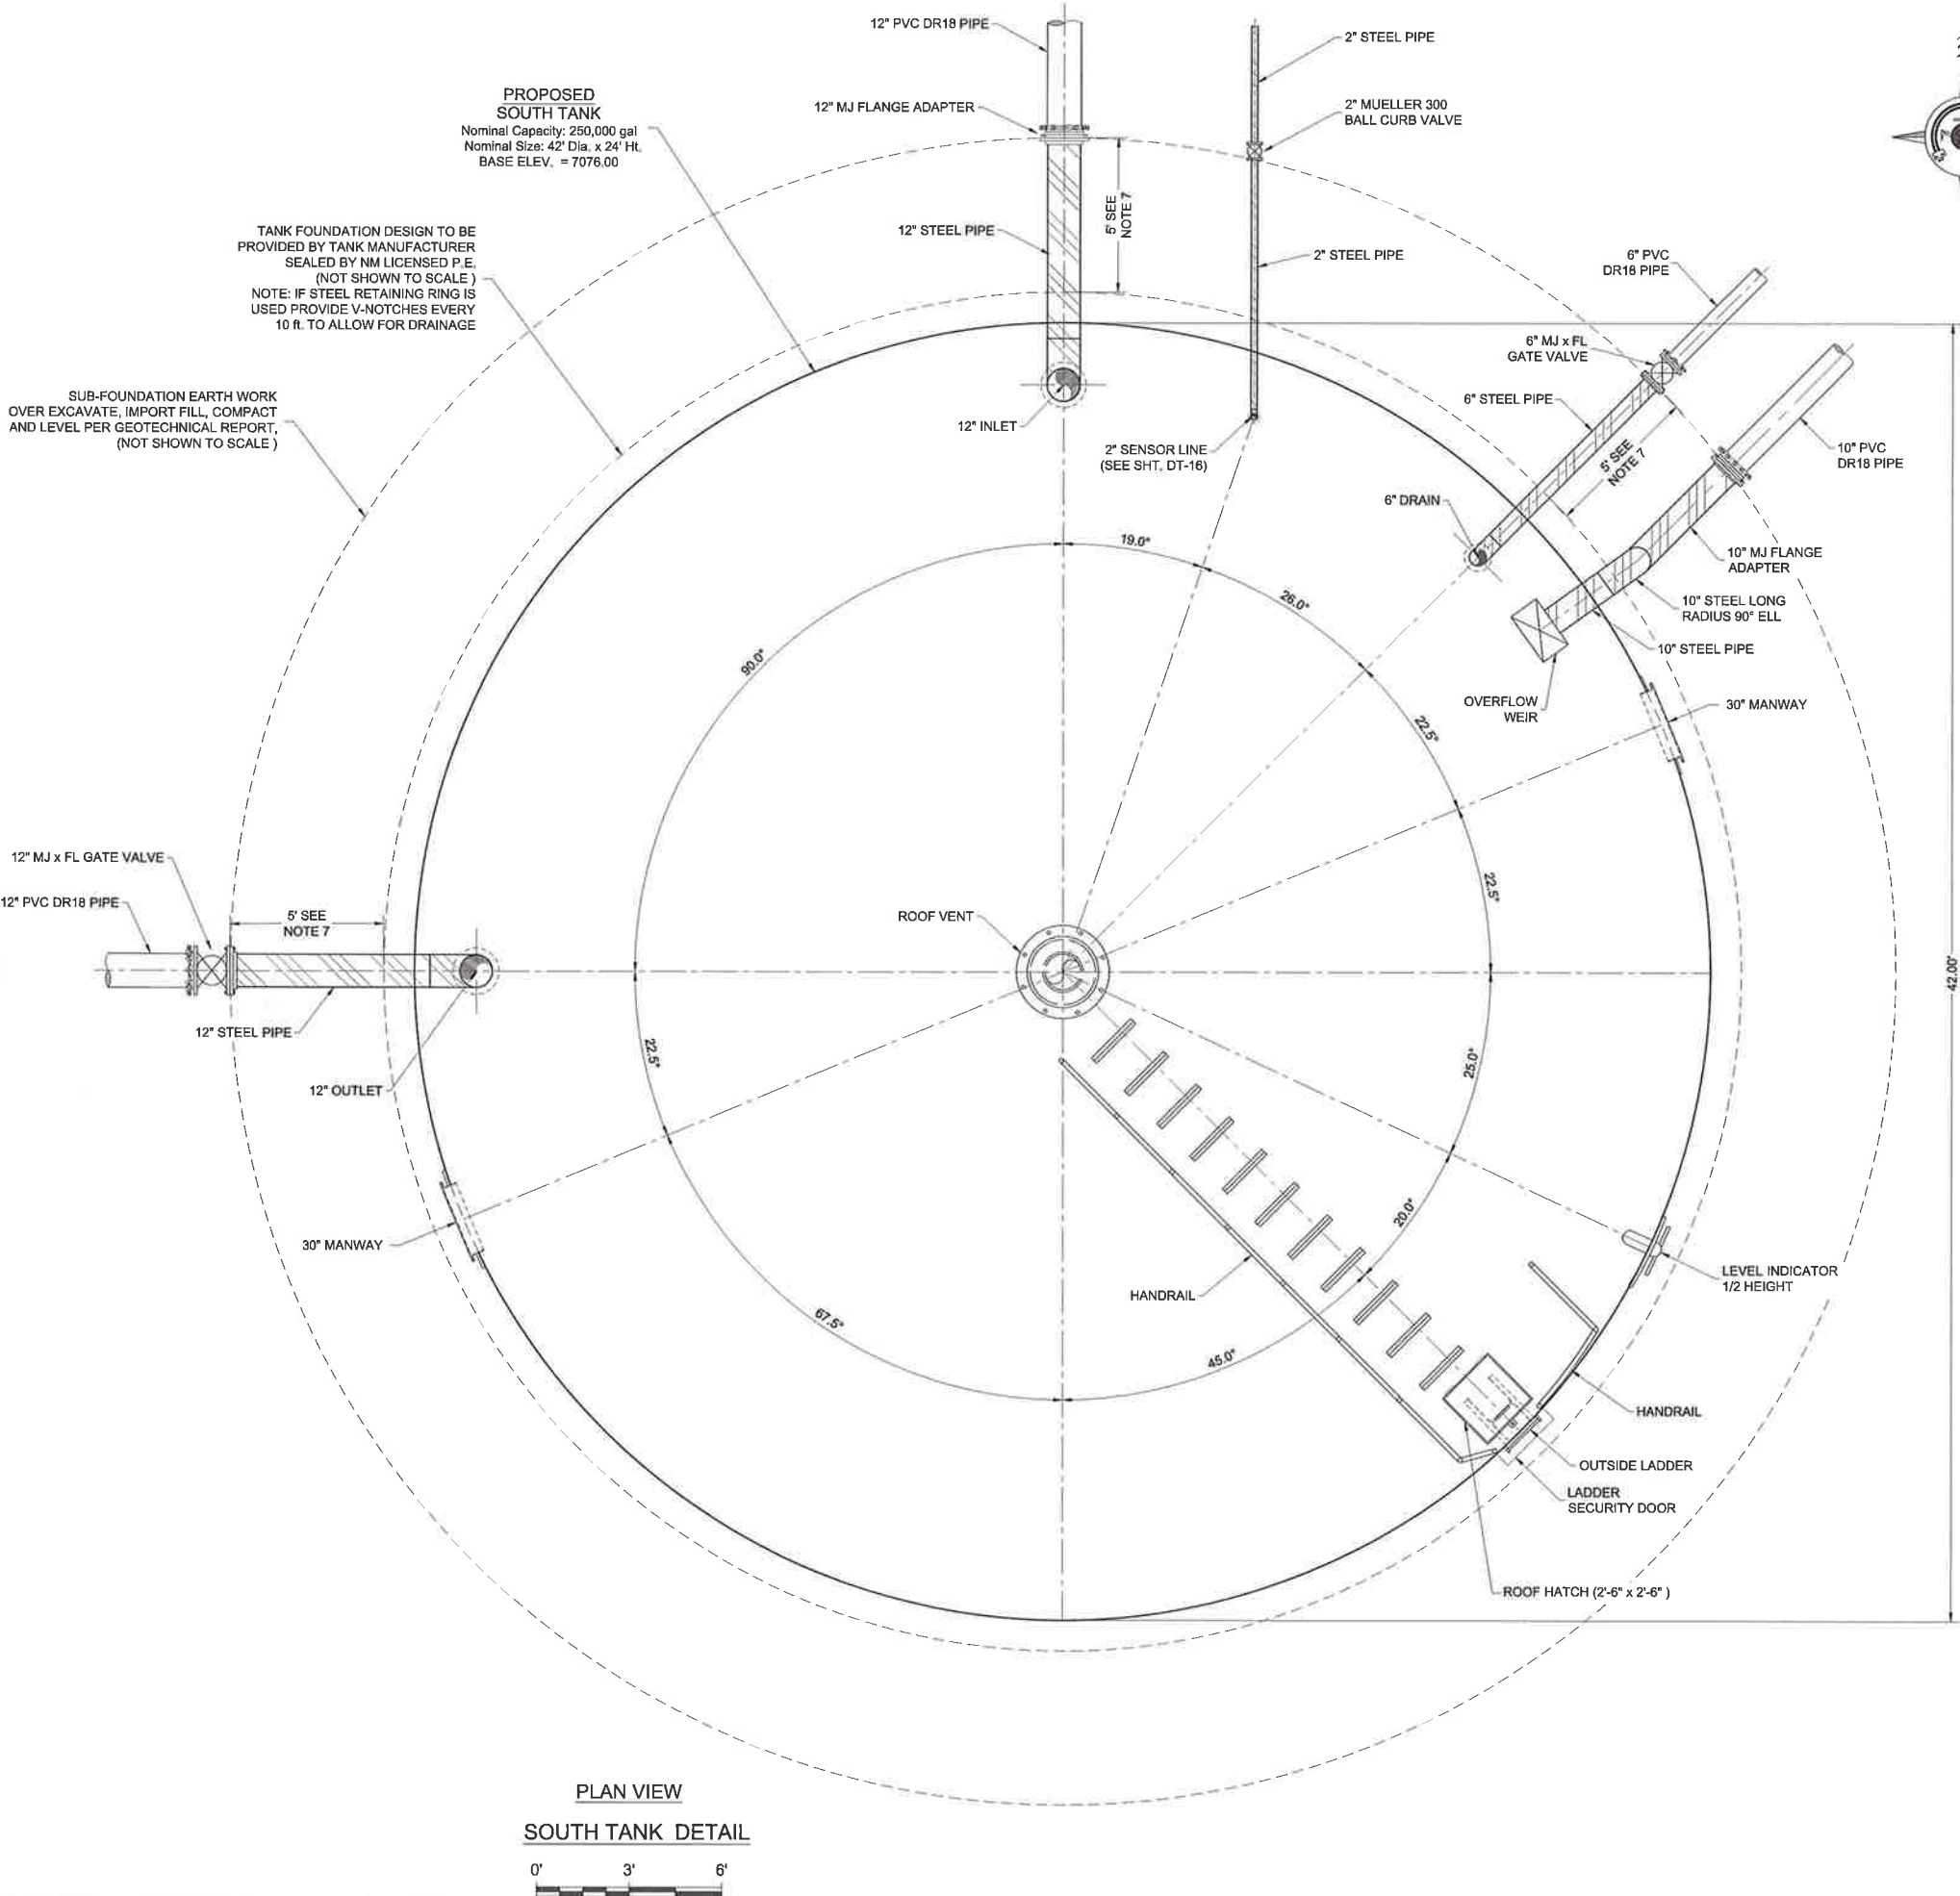 12" PVC DR18 PIPE
2" STEEL PIPE
PROPOSED
SOUTH TANK
Nominal Capacity: 250,000 gal
Nominal Size: 42' Dia. x 24' Ht.
BASE ELEV. = 7076.00
12" MJ FLANGE ADAPTER
2" MUELLER 300
BALL CURB VALVE
TANK FOUNDATION DESIGN TO BE
PROVIDED BY TANK MANUFACTURER
SEALED BY NM LICENSED P.E.
(NOT SHOWN TO SCALE )
NOTE: IF STEEL RETAINING RING IS
USED PROVIDE V-NOTCHES EVERY
10 ft. TO ALLOW FOR DRAINAGE
12" STEEL PIPE
5' SEE
NOTE 7
2" STEEL PIPE
6" PVC
DR18 PIPE
6" MJ x FL
GATE VALVE
SUB-FOUNDATION EARTH WORK
OVER EXCAVATE, IMPORT FILL, COMPACT
AND LEVEL PER GEOTECHNICAL REPORT,
(NOT SHOWN TO SCALE )
12" INLET
2" SENSOR LINE
(SEE SHT. DT-16)
6" STEEL PIPE
5' SEE
NOTE 7
10" PVC
DR18 PIPE
6" DRAIN
19.0°
26.0°
10" MJ FLANGE
ADAPTER
10" STEEL LONG
RADIUS 90° ELL
10" STEEL PIPE
90.0°
OVERFLOW
WEIR
30" MANWAY
22.5°
12" MJ x FL GATE VALVE
12" PVC DR18 PIPE
5' SEE
NOTE 7
ROOF VENT
22.5°
42.00'
12" STEEL PIPE
22.5°
25.0°
12" OUTLET
30" MANWAY
20.0°
HANDRAIL
LEVEL INDICATOR
1/2 HEIGHT
67.5°
45.0°
HANDRAIL
OUTSIDE LADDER
LADDER
SECURITY DOOR
ROOF HATCH (2'-6" x 2'-6" )
PLAN VIEW
SOUTH TANK DETAIL
0' 3' 6'